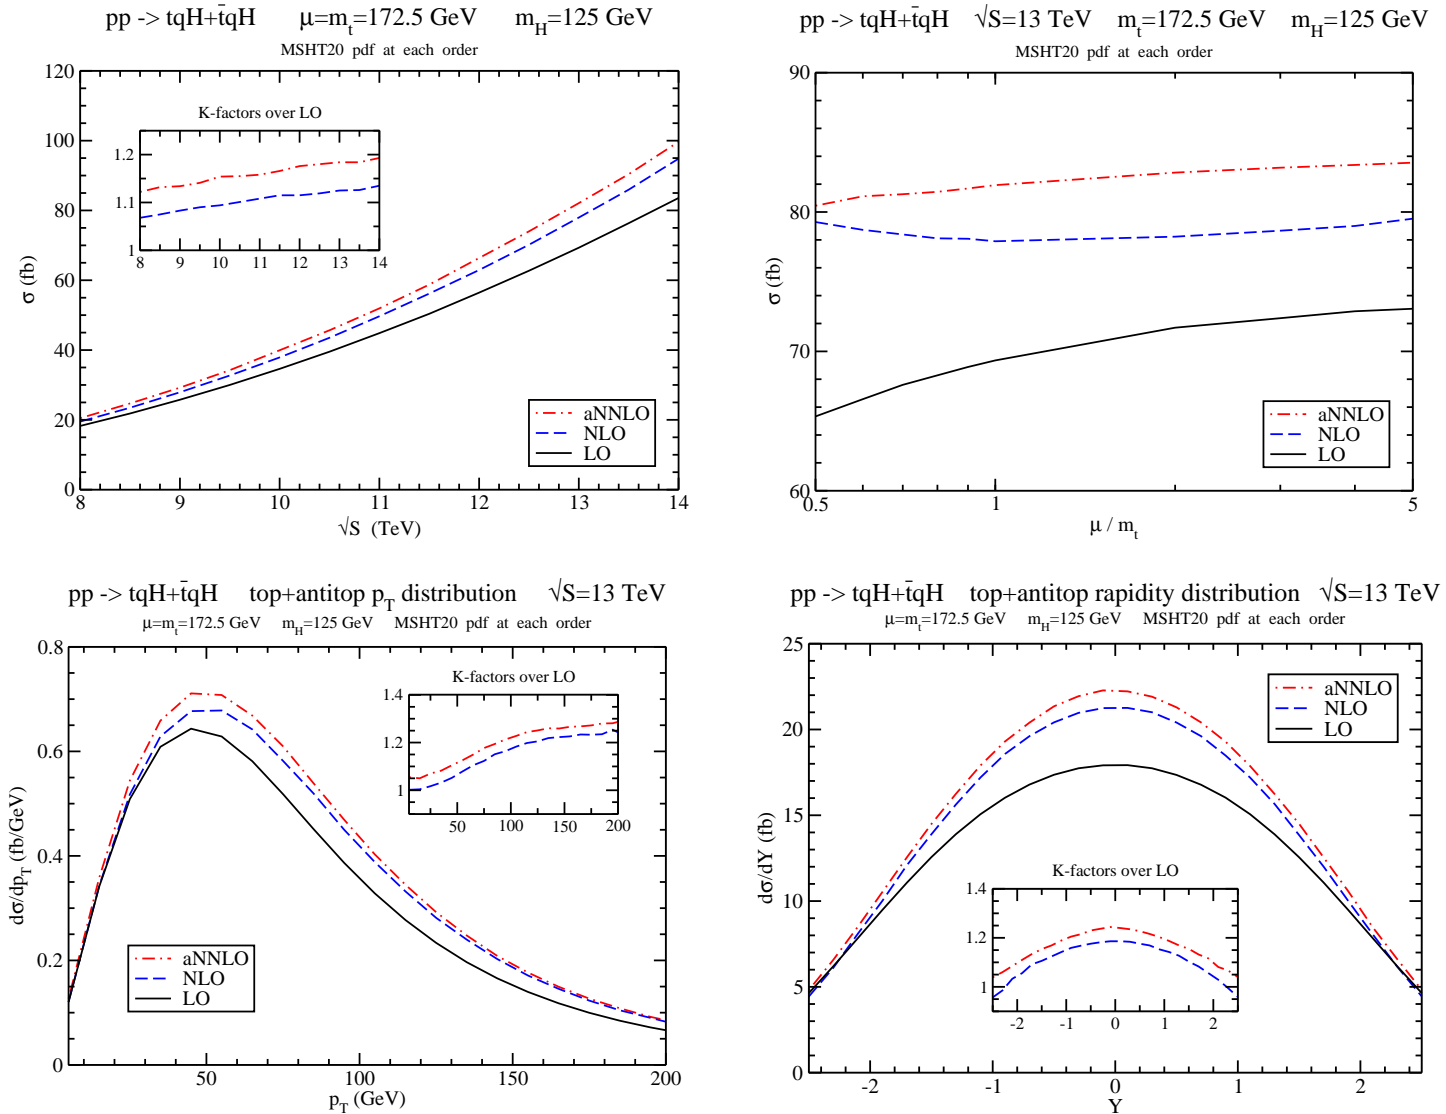 pp -> tqH+t̄qH μ=m_t=172.5 GeV m_H=125 GeV
MSHT20 pdf at each order
K-factors over LO
1.2
1.1
1
8 9 10 11 12 13 14
120
100
80
60
40
20
0
σ (fb)
aNNLO
NLO
LO
8 9 10 11 12 13 14
√S (TeV)
pp -> tqH+t̄qH √S=13 TeV m_t=172.5 GeV m_H=125 GeV
MSHT20 pdf at each order
90
80
70
60
σ (fb)
aNNLO
NLO
LO
0.5 1 5
μ / m_t
pp -> tqH+t̄qH top+antitop p_T distribution √S=13 TeV
μ=m_t=172.5 GeV m_H=125 GeV MSHT20 pdf at each order
K-factors over LO
1.4
1.2
1
50 100 150 200
0.8
0.6
0.4
0.2
0
dσ/dp_T (fb/GeV)
aNNLO
NLO
LO
50 100 150 200
p_T (GeV)
pp -> tqH+t̄qH top+antitop rapidity distribution √S=13 TeV
μ=m_t=172.5 GeV m_H=125 GeV MSHT20 pdf at each order
25
20
15
10
5
0
dσ/dY (fb)
aNNLO
NLO
LO
K-factors over LO
1.4
1.2
1
-2 -1 0 1 2
-2 -1 0 1 2
Y